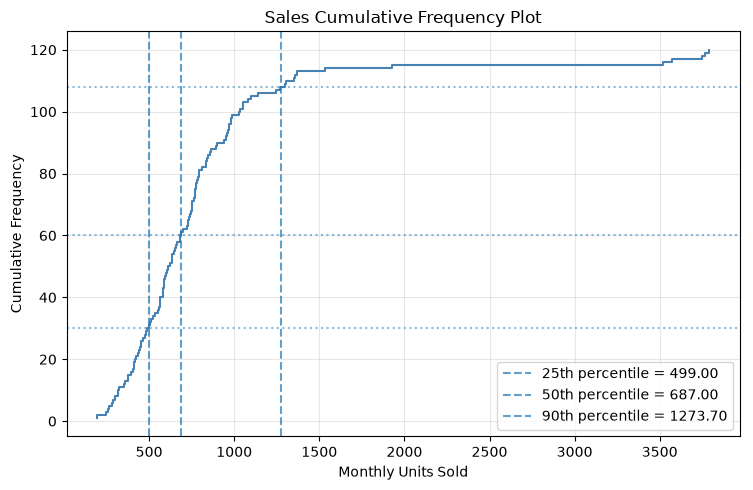 Sales Cumulative Frequency Plot
Cumulative Frequency
120
100
80
60
40
20
0
25th percentile = 499.00
50th percentile = 687.00
90th percentile = 1273.70
500 1000 1500 2000 2500 3000 3500
Monthly Units Sold